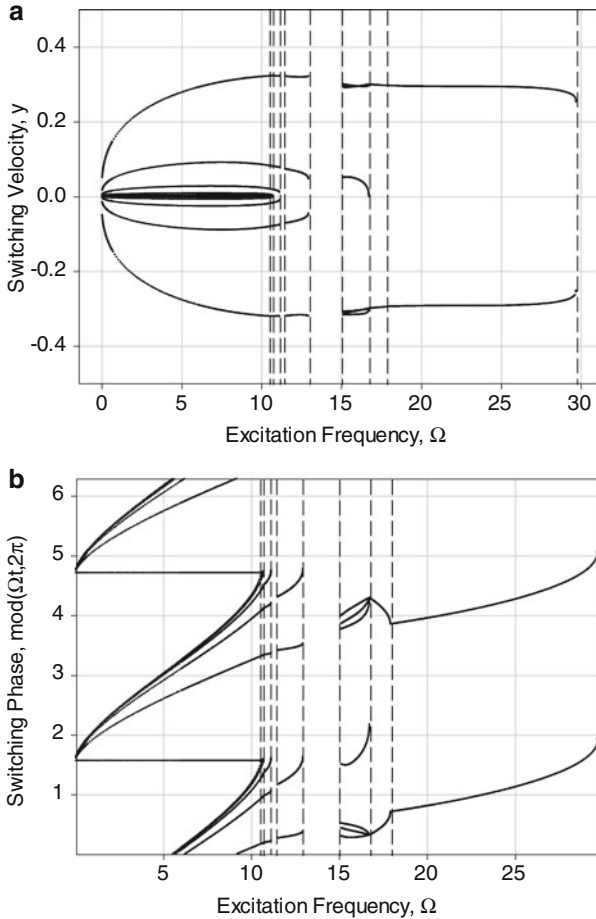 a
0.4
0.2
0.0
-0.2
-0.4
Switching Velocity, y
0 5 10 15 20 25 30
Excitation Frequency, Ω
b
6
5
4
3
2
1
Switching Phase, mod(Ωt,2π)
5 10 15 20 25
Excitation Frequency, Ω